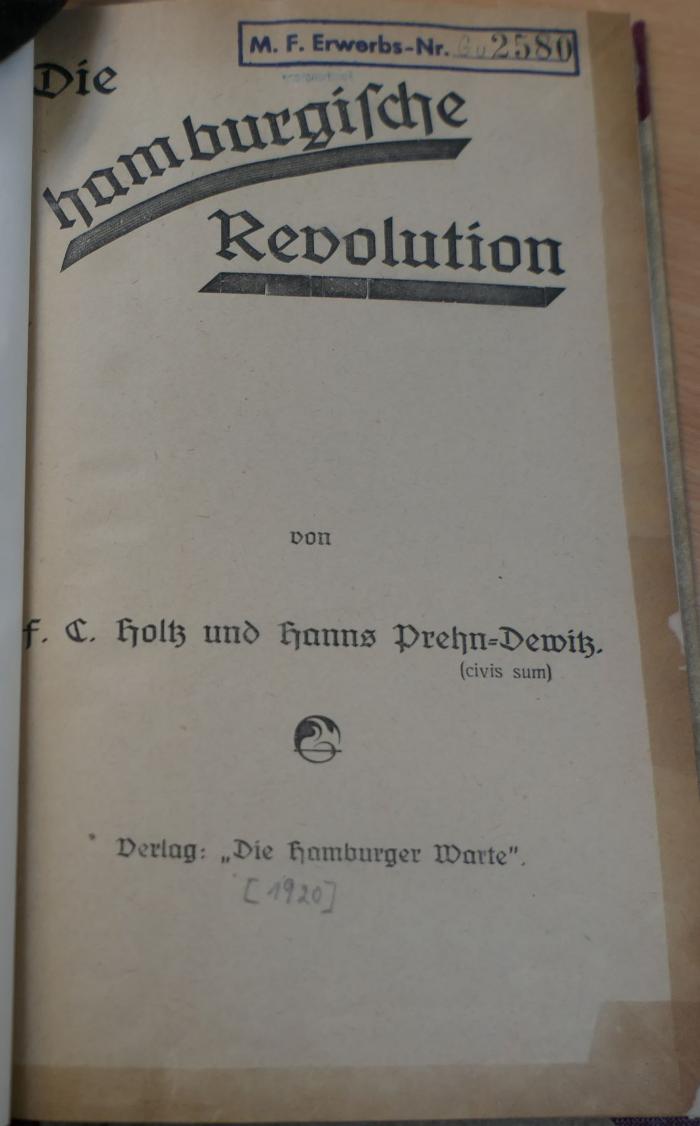 M. F. Erwerbs-Nr. 2580
Die
hamburgiſche
Revolution
von
F. C. Holtz und Hanns Prehn-Dewitz.
(civis sum)
Verlag: „Die Hamburger Warte".
[1920]